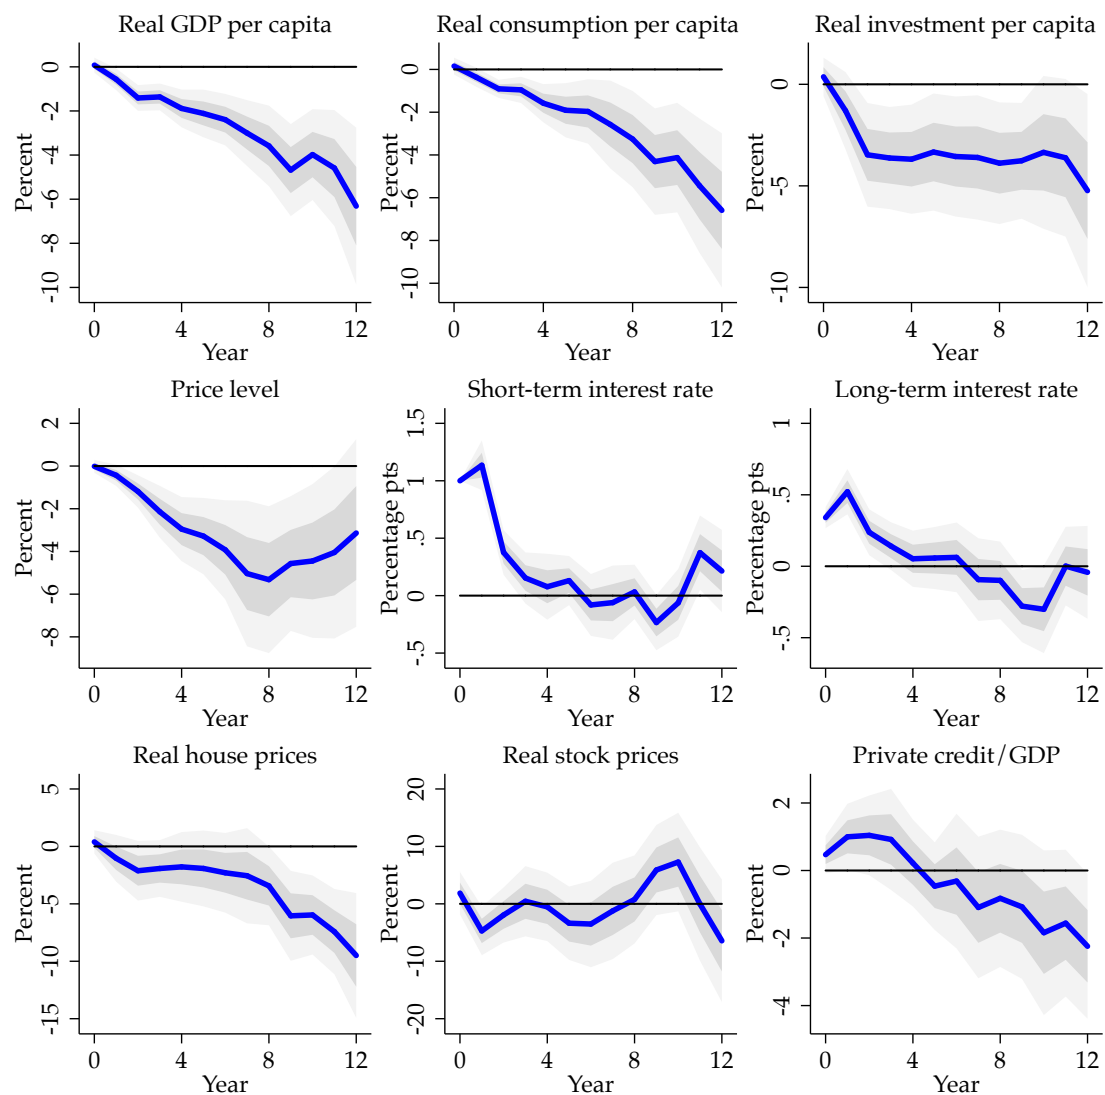 Real GDP per capita
Percent
0
-2
-4
-6
-8
-10
0 4 8 12
Year
Real consumption per capita
Percent
0
-2
-4
-6
-8
-10
0 4 8 12
Year
Real investment per capita
Percent
0
-5
-10
0 4 8 12
Year
Price level
Percent
2
0
-2
-4
-6
-8
0 4 8 12
Year
Short-term interest rate
Percentage pts
1.5
1
.5
0
-.5
0 4 8 12
Year
Long-term interest rate
Percentage pts
1
.5
0
-.5
0 4 8 12
Year
Real house prices
Percent
5
0
-5
-10
-15
0 4 8 12
Year
Real stock prices
Percent
20
10
0
-10
-20
0 4 8 12
Year
Private credit/GDP
Percent
2
0
-2
-4
0 4 8 12
Year